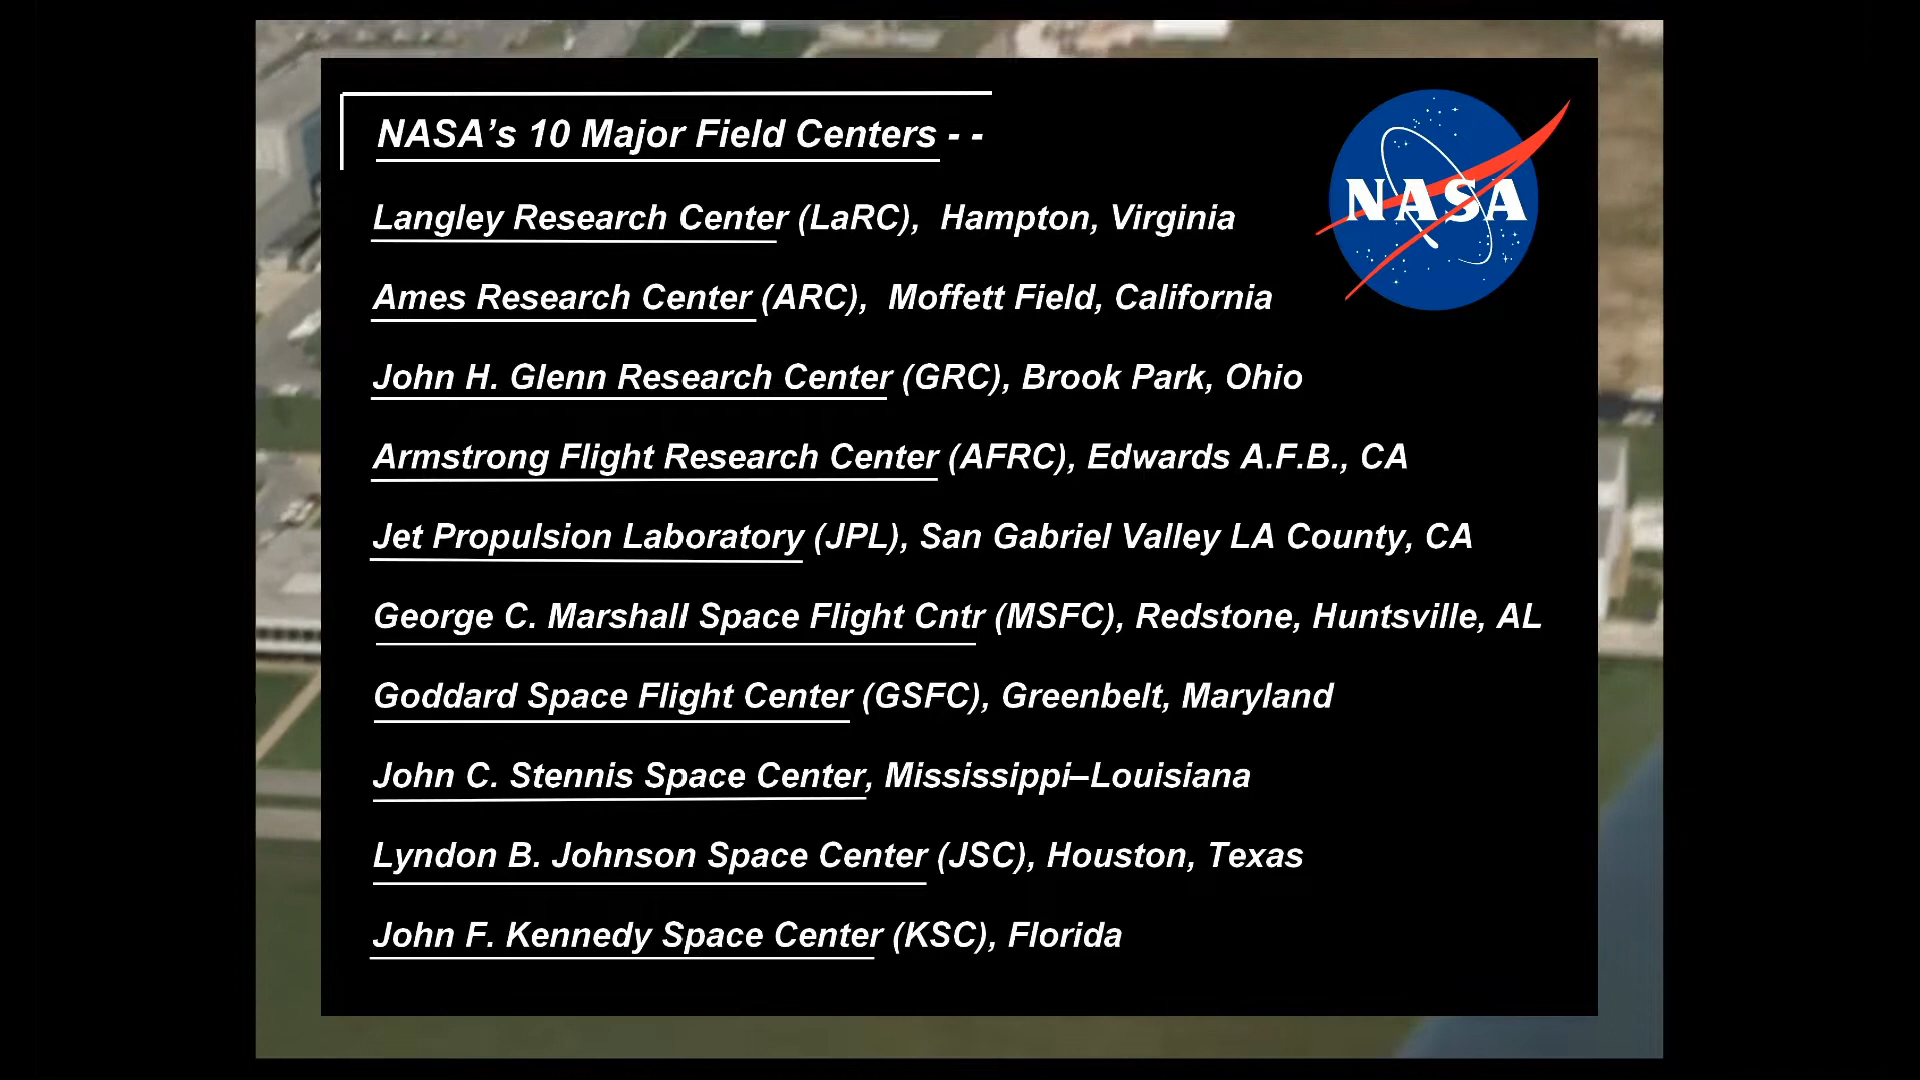 NASA’s 10 Major Field Centers - -
NASA
Langley Research Center (LaRC),  Hampton, Virginia
Ames Research Center (ARC),  Moffett Field, California
John H. Glenn Research Center (GRC), Brook Park, Ohio
Armstrong Flight Research Center (AFRC), Edwards A.F.B., CA
Jet Propulsion Laboratory (JPL), San Gabriel Valley LA County, CA
George C. Marshall Space Flight Cntr (MSFC), Redstone, Huntsville, AL
Goddard Space Flight Center (GSFC), Greenbelt, Maryland
John C. Stennis Space Center, Mississippi–Louisiana
Lyndon B. Johnson Space Center (JSC), Houston, Texas
John F. Kennedy Space Center (KSC), Florida